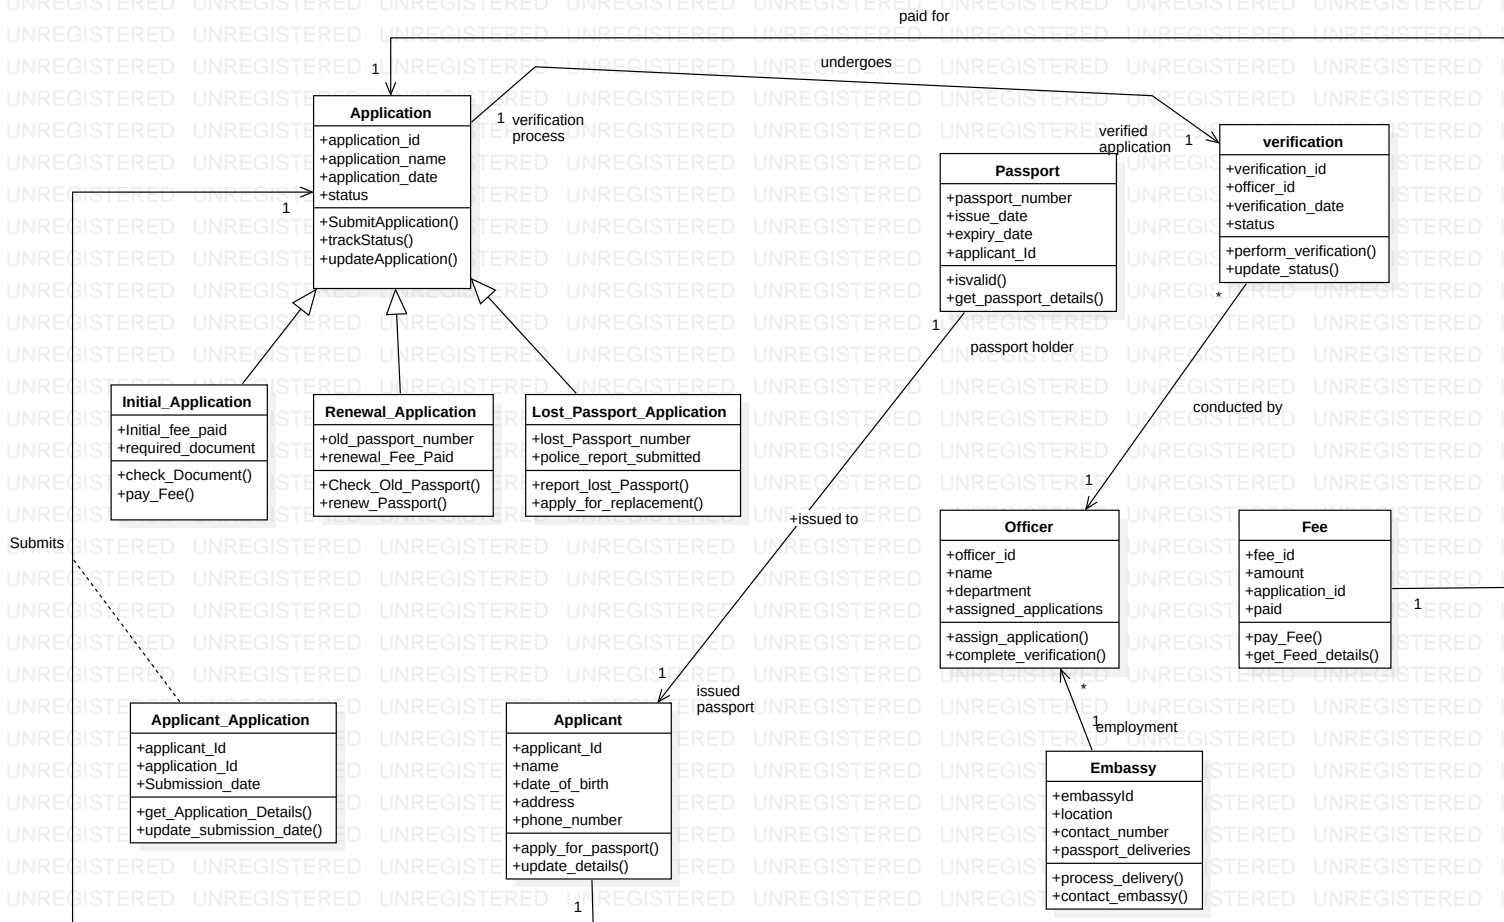 paid for
undergoes
1
Application
+application_id
+application_name
+application_date
+status
+SubmitApplication()
+trackStatus()
+updateApplication()
1 verification
process
verified
application
1
verification
+verification_id
+officer_id
+verification_date
+status
+perform_verification()
+update_status()
Passport
+passport_number
+issue_date
+expiry_date
+applicant_Id
+isvalid()
+get_passport_details()
1
*
1
passport holder
Initial_Application
+Initial_fee_paid
+required_document
+check_Document()
+pay_Fee()
Renewal_Application
+old_passport_number
+renewal_Fee_Paid
+Check_Old_Passport()
+renew_Passport()
Lost_Passport_Application
+lost_Passport_number
+police_report_submitted
+report_lost_Passport()
+apply_for_replacement()
conducted by
1
+issued to
Submits
Officer
+officer_id
+name
+department
+assigned_applications
+assign_application()
+complete_verification()
Fee
+fee_id
+amount
+application_id
+paid
+pay_Fee()
+get_Feed_details()
1
1
issued
passport
*
1
employment
Applicant_Application
+applicant_Id
+application_Id
+Submission_date
+get_Application_Details()
+update_submission_date()
Applicant
+applicant_Id
+name
+date_of_birth
+address
+phone_number
+apply_for_passport()
+update_details()
1
Embassy
+embassyId
+location
+contact_number
+passport_deliveries
+process_delivery()
+contact_embassy()
UNREGISTERED